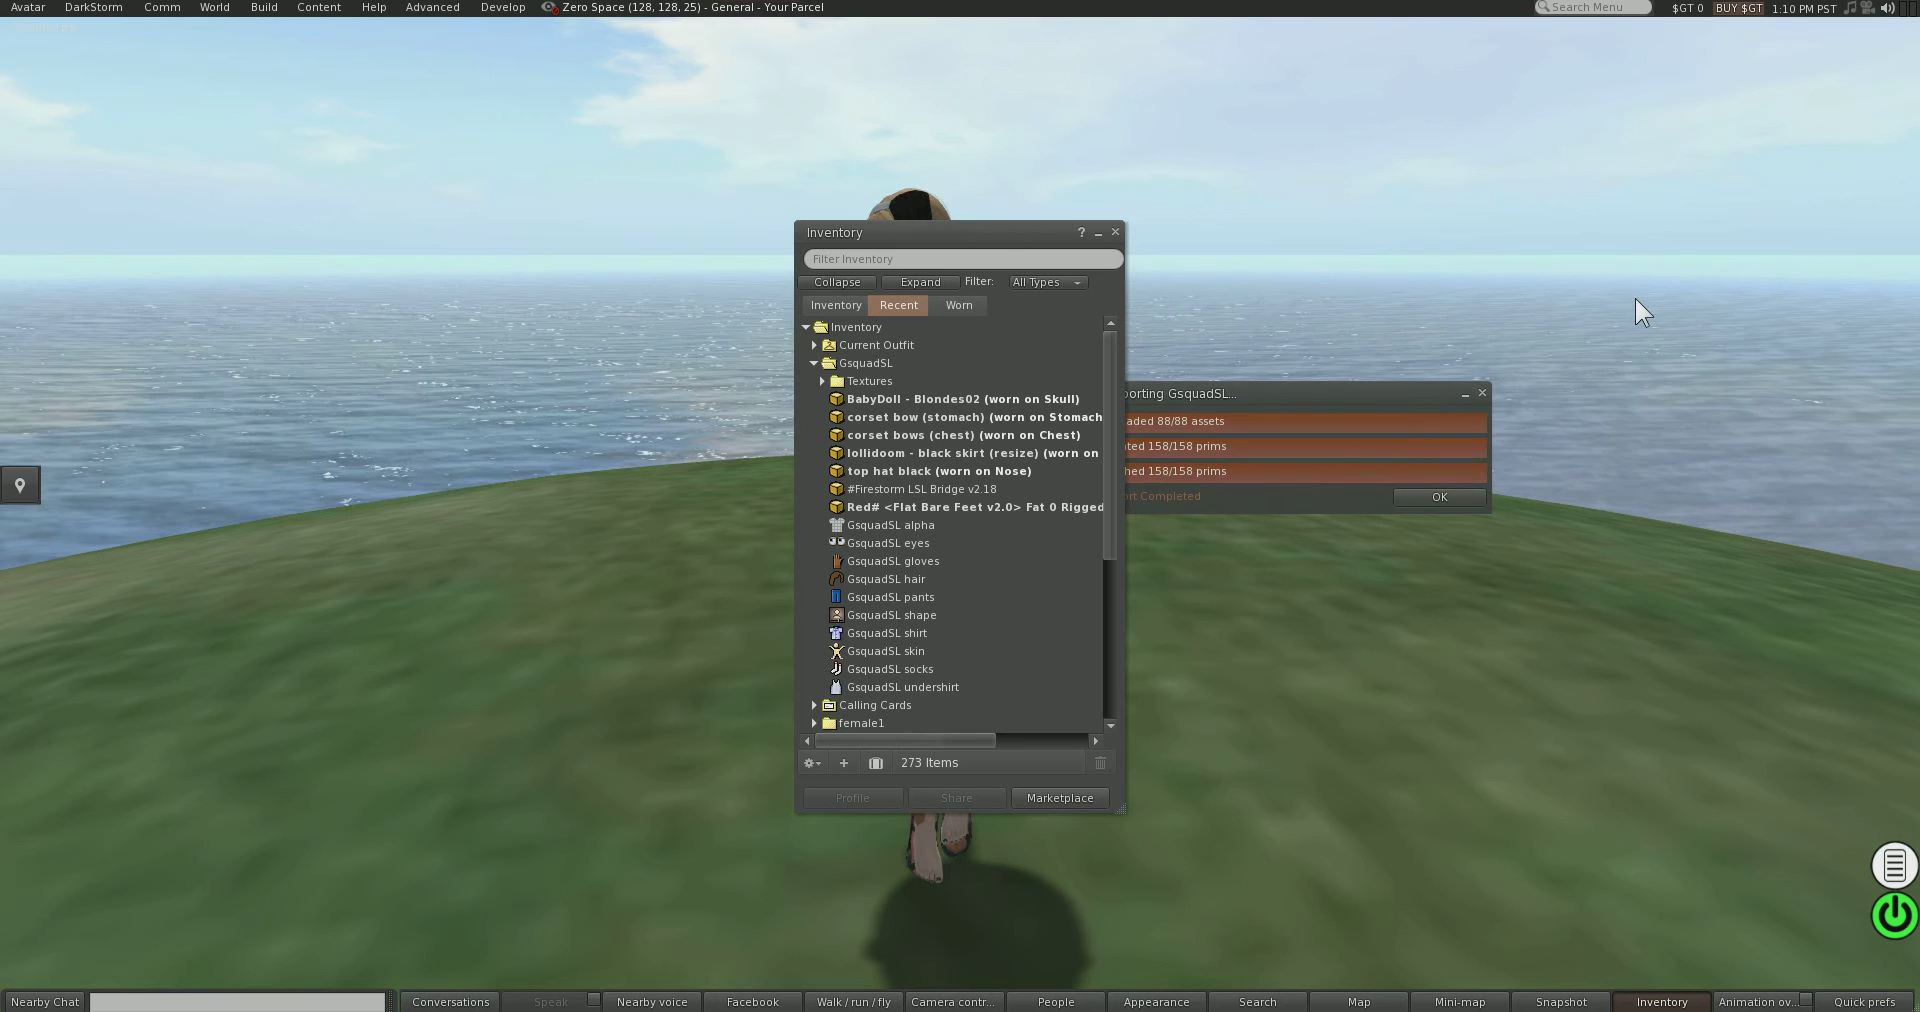 Avatar DarkStorm Comm World Build Content Help Advanced Develop Zero Space (128, 128, 25) - General - Your Parcel Search Menu $GT 0 BUY $GT 1:10 PM PST
Inventory ?
Filter Inventory
Collapse Expand Filter: All Types
Inventory Recent Worn
Inventory
Current Outfit
GsquadSL
Textures
BabyDoll - Blondes02 (worn on Skull)
corset bow (stomach) (worn on Stomach
corset bows (chest) (worn on Chest)
lollidoom - black skirt (resize) (worn on
top hat black (worn on Nose)
#Firestorm LSL Bridge v2.18
Red# <Flat Bare Feet v2.0> Fat 0 Rigged
GsquadSL alpha
GsquadSL eyes
GsquadSL gloves
GsquadSL hair
GsquadSL pants
GsquadSL shape
GsquadSL shirt
GsquadSL skin
GsquadSL socks
GsquadSL undershirt
Calling Cards
female1
273 Items
Profile Share Marketplace
porting GsquadSL...
aded 88/88 assets
ted 158/158 prims
hed 158/158 prims
rt Completed
OK
Nearby Chat Conversations Speak Nearby voice Facebook Walk / run / fly Camera contr... People Appearance Search Map Mini-map Snapshot Inventory Animation ov... Quick prefs